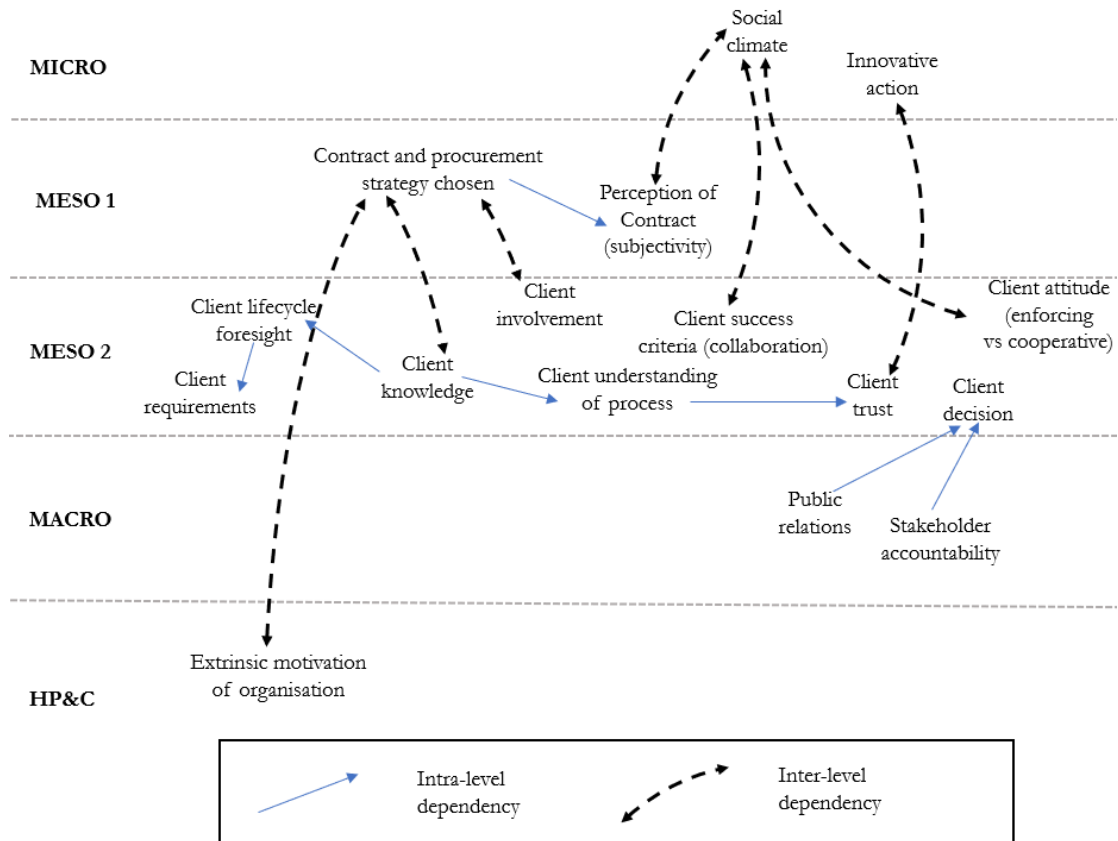 MICRO
Social
climate
Innovative
action
MESO 1
Contract and procurement
strategy chosen
Perception of
Contract
(subjectivity)
MESO 2
Client lifecycle
foresight
Client
requirements
Client
knowledge
Client
involvement
Client understanding
of process
Client success
criteria (collaboration)
Client
trust
Client attitude
(enforcing
vs cooperative)
Client
decision
MACRO
Public
relations
Stakeholder
accountability
HP&C
Extrinsic motivation
of organisation
Intra-level
dependency
Inter-level
dependency